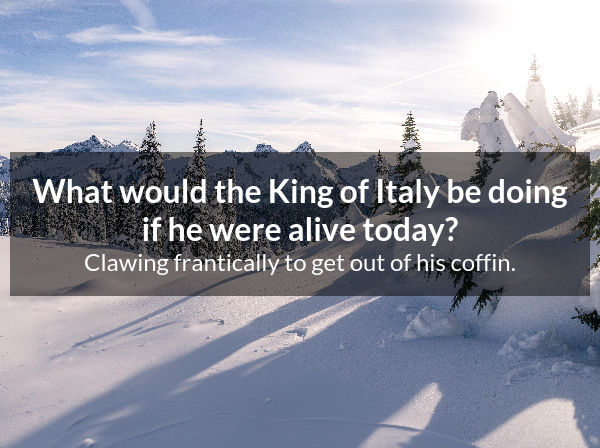 What would the King of Italy be doing
if he were alive today?
Clawing frantically to get out of his coffin.